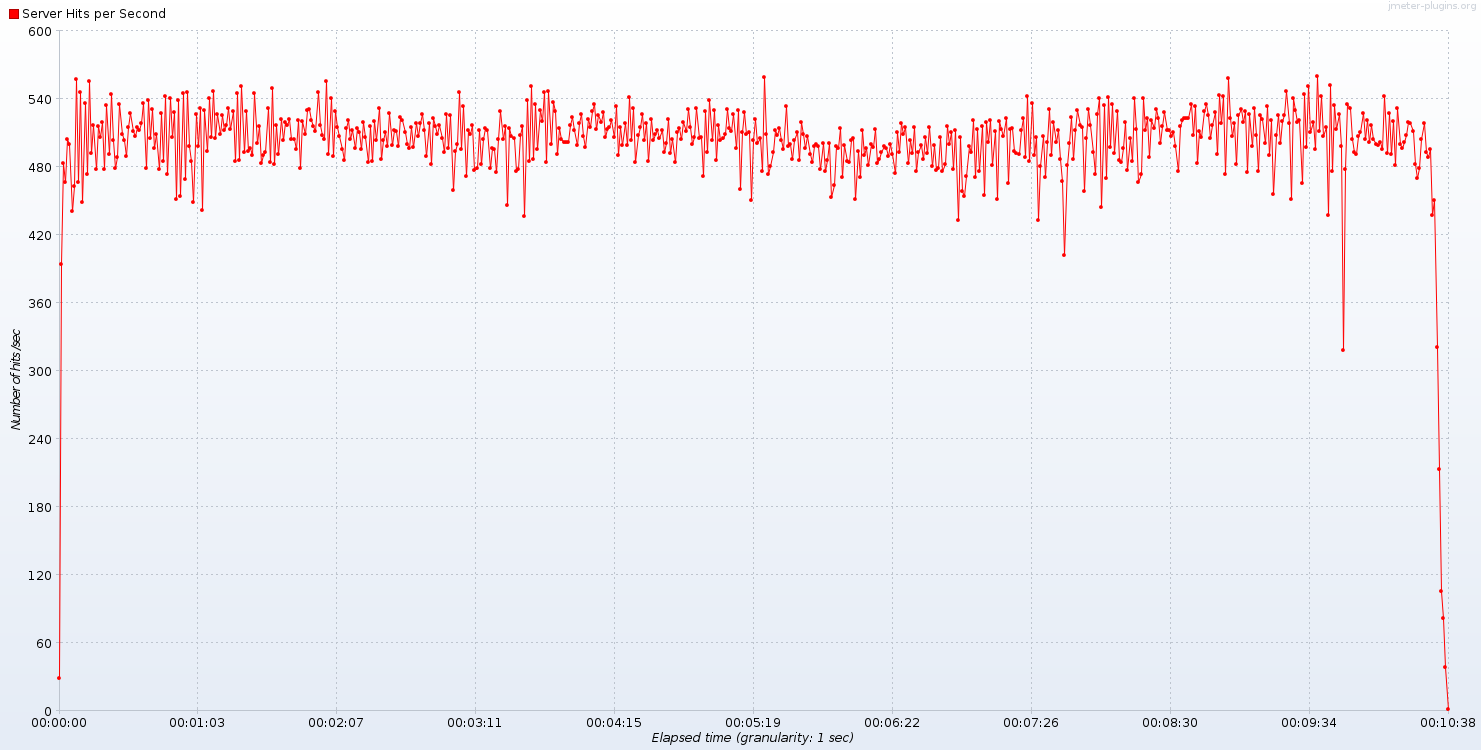 Server Hits per Second
jmeter-plugins.org
600
540
480
420
360
300
240
180
120
60
0
Number of hits /sec
00:00:00 00:01:03 00:02:07 00:03:11 00:04:15 00:05:19 00:06:22 00:07:26 00:08:30 00:09:34 00:10:38
Elapsed time (granularity: 1 sec)